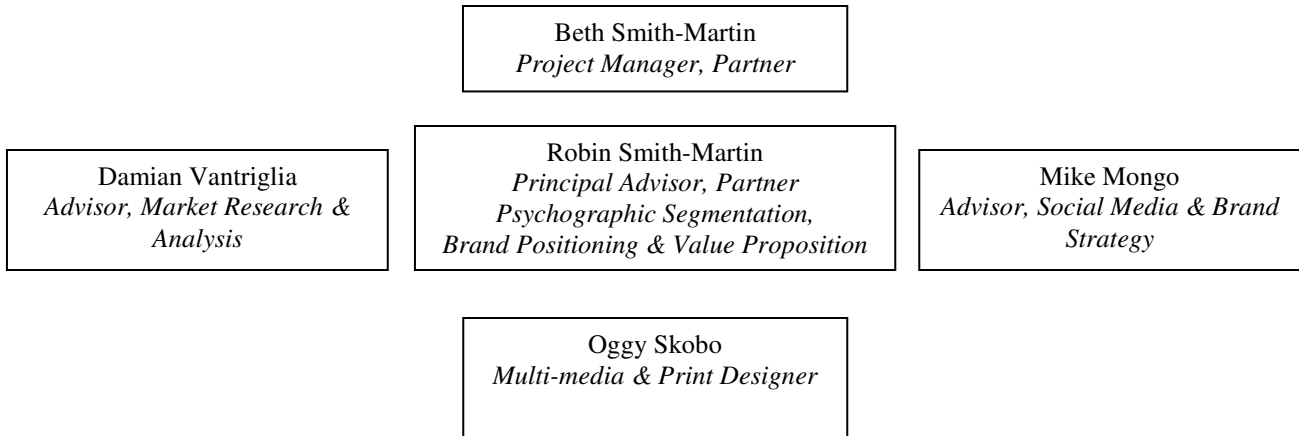 Beth Smith-Martin
Project Manager, Partner
Damian Vantriglia
Advisor, Market Research &
Analysis
Robin Smith-Martin
Principal Advisor, Partner
Psychographic Segmentation,
Brand Positioning & Value Proposition
Mike Mongo
Advisor, Social Media & Brand
Strategy
Oggy Skobo
Multi-media & Print Designer